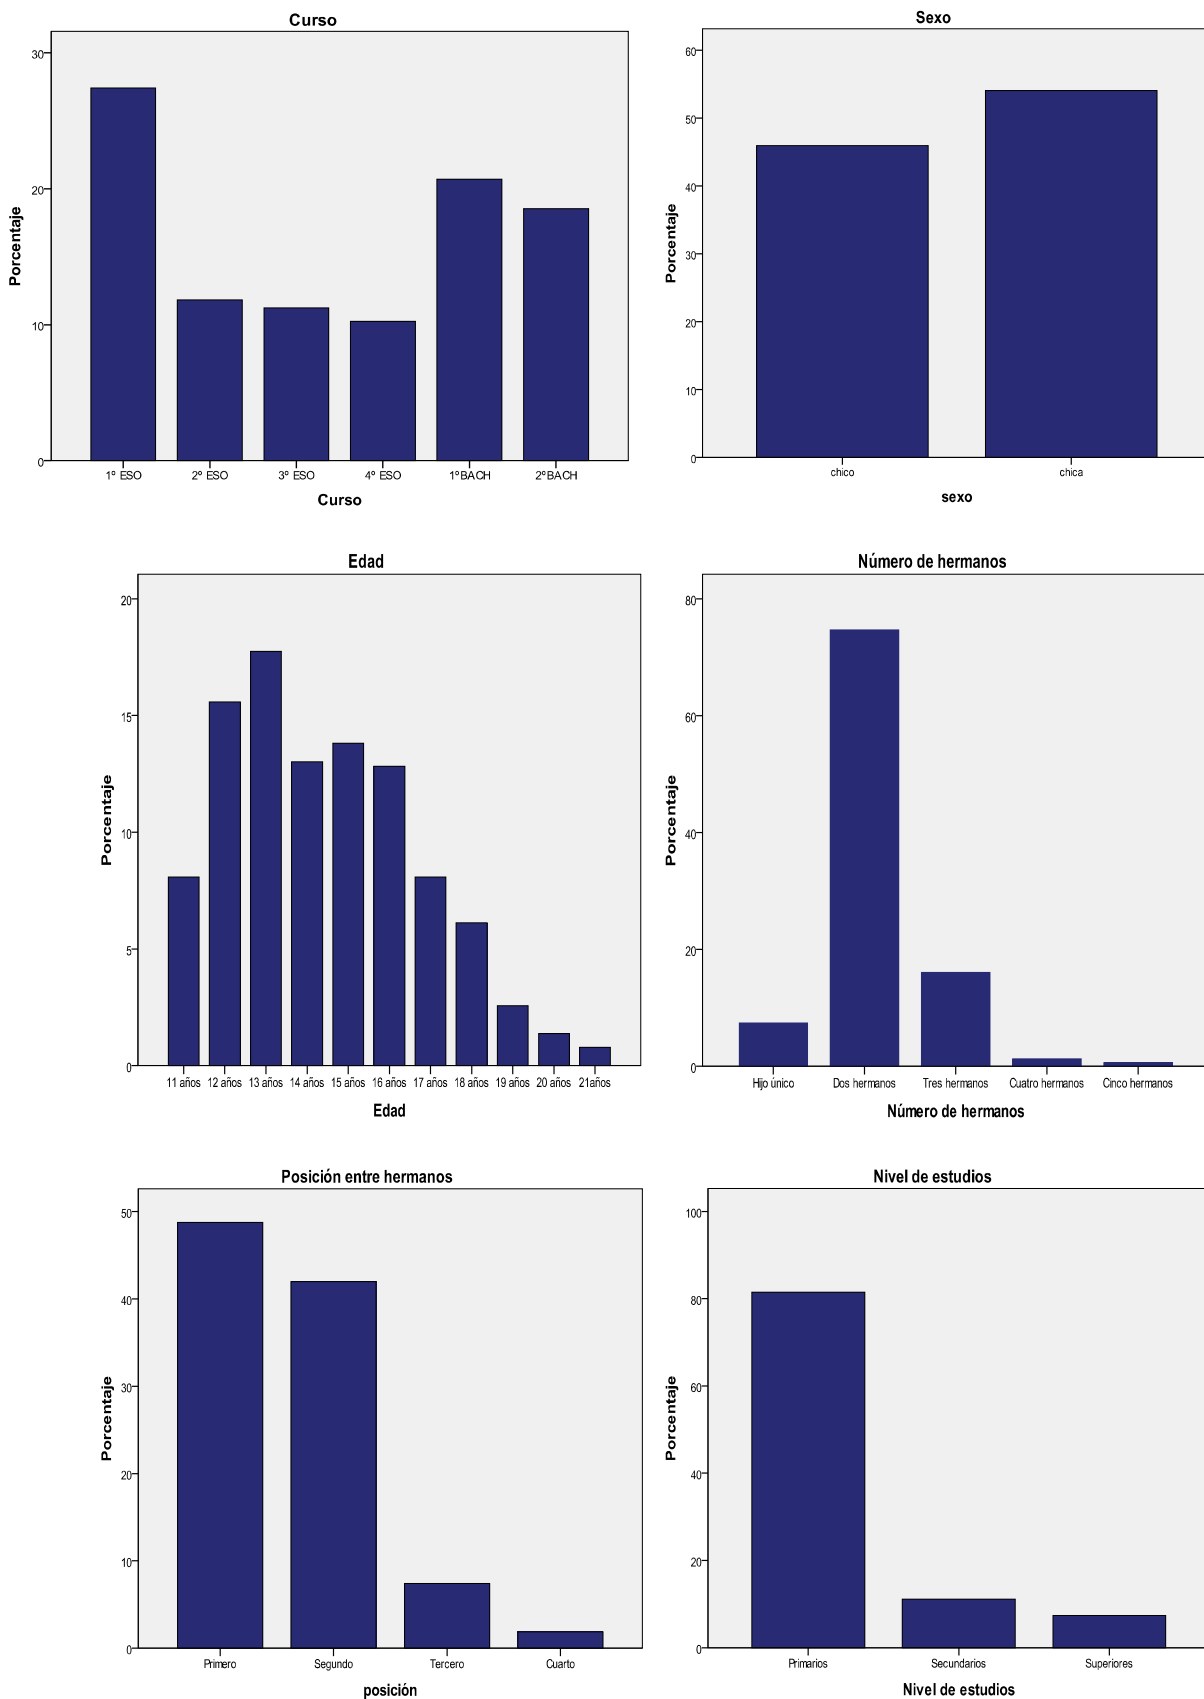 Curso
30
20
10
0
Porcentaje
1º ESO 2º ESO 3º ESO 4º ESO 1ºBACH 2ºBACH
Curso
Sexo
60
50
40
30
20
10
0
Porcentaje
chico chica
sexo
Edad
20
15
10
5
0
Porcentaje
11 años 12 años 13 años 14 años 15 años 16 años 17 años 18 años 19 años 20 años 21años
Edad
Número de hermanos
80
60
40
20
0
Porcentaje
Hijo único Dos hermanos Tres hermanos Cuatro hermanos Cinco hermanos
Número de hermanos
Posición entre hermanos
50
40
30
20
10
0
Porcentaje
Primero Segundo Tercero Cuarto
posición
Nivel de estudios
100
80
60
40
20
0
Porcentaje
Primarios Secundarios Superiores
Nivel de estudios